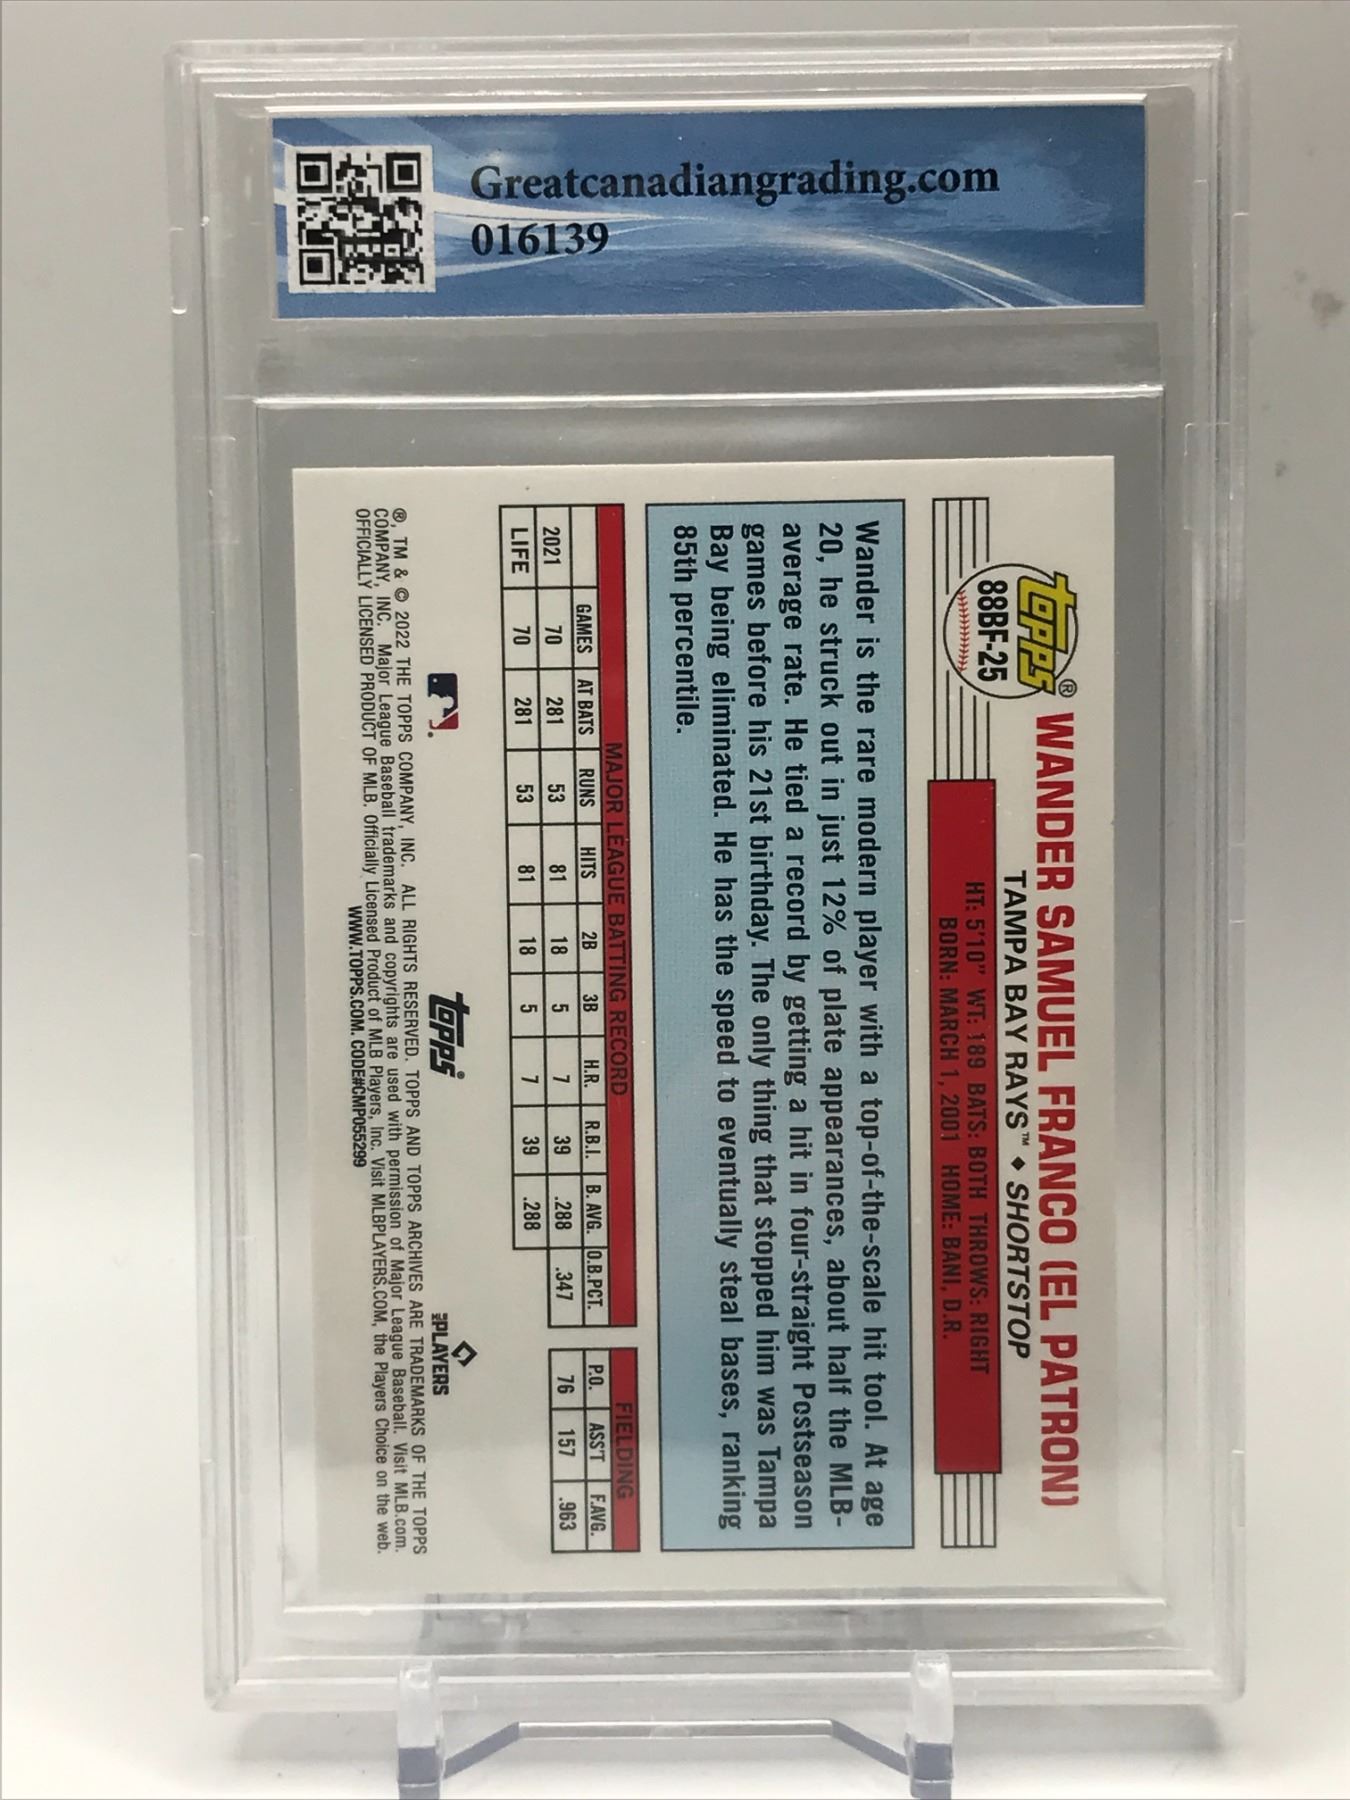 Greatcanadiangrading.com
016139
topps®
88BF-25
WANDER SAMUEL FRANCO (EL PATRON)
TAMPA BAY RAYS™ ♦ SHORTSTOP
HT: 5'10" WT: 189 BATS: BOTH THROWS: RIGHT
BORN: MARCH 1, 2001 HOME: BANI, D.R.
Wander is the rare modern player with a top-of-the-scale hit tool. At age
20, he struck out in just 12% of plate appearances, about half the MLB-
average rate. He tied a record by getting a hit in four-straight Postseason
games before his 21st birthday. The only thing that stopped him was Tampa
Bay being eliminated. He has the speed to eventually steal bases, ranking
85th percentile.
MAJOR LEAGUE BATTING RECORD FIELDING
GAMES AT BATS RUNS HITS 2B 3B H.R. R.B.I. B. AVG. O.B.PCT. P.O. ASS'T F.AVG.
2021 70 281 53 81 18 5 7 39 .288 .347 76 157 .963
LIFE 70 281 53 81 18 5 7 39 .288
topps®
MLBPLAYERS
®, TM & © 2022 THE TOPPS COMPANY, INC. ALL RIGHTS RESERVED. TOPPS AND TOPPS ARCHIVES ARE TRADEMARKS OF THE TOPPS
COMPANY, INC. Major League Baseball trademarks and copyrights are used with permission of Major League Baseball. Visit MLB.com.
OFFICIALLY LICENSED PRODUCT OF MLB. Officially Licensed Product of MLB Players, Inc. Visit MLBPLAYERS.COM, the Players Choice on the web.
WWW.TOPPS.COM. CODE#CMP055299